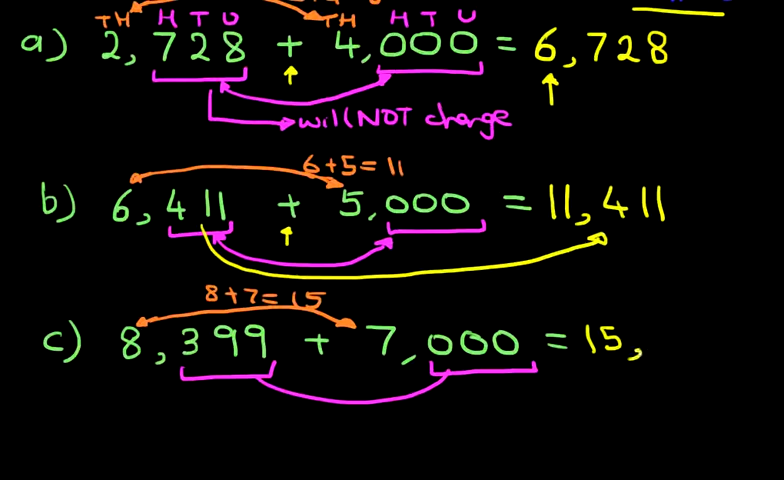 TH H T U TH H T U
a) 2,728 + 4,000 = 6,728
will NOT change
6+5=11
b) 6,411 + 5,000 = 11,411
8+7=15
c) 8,399 + 7,000 = 15,